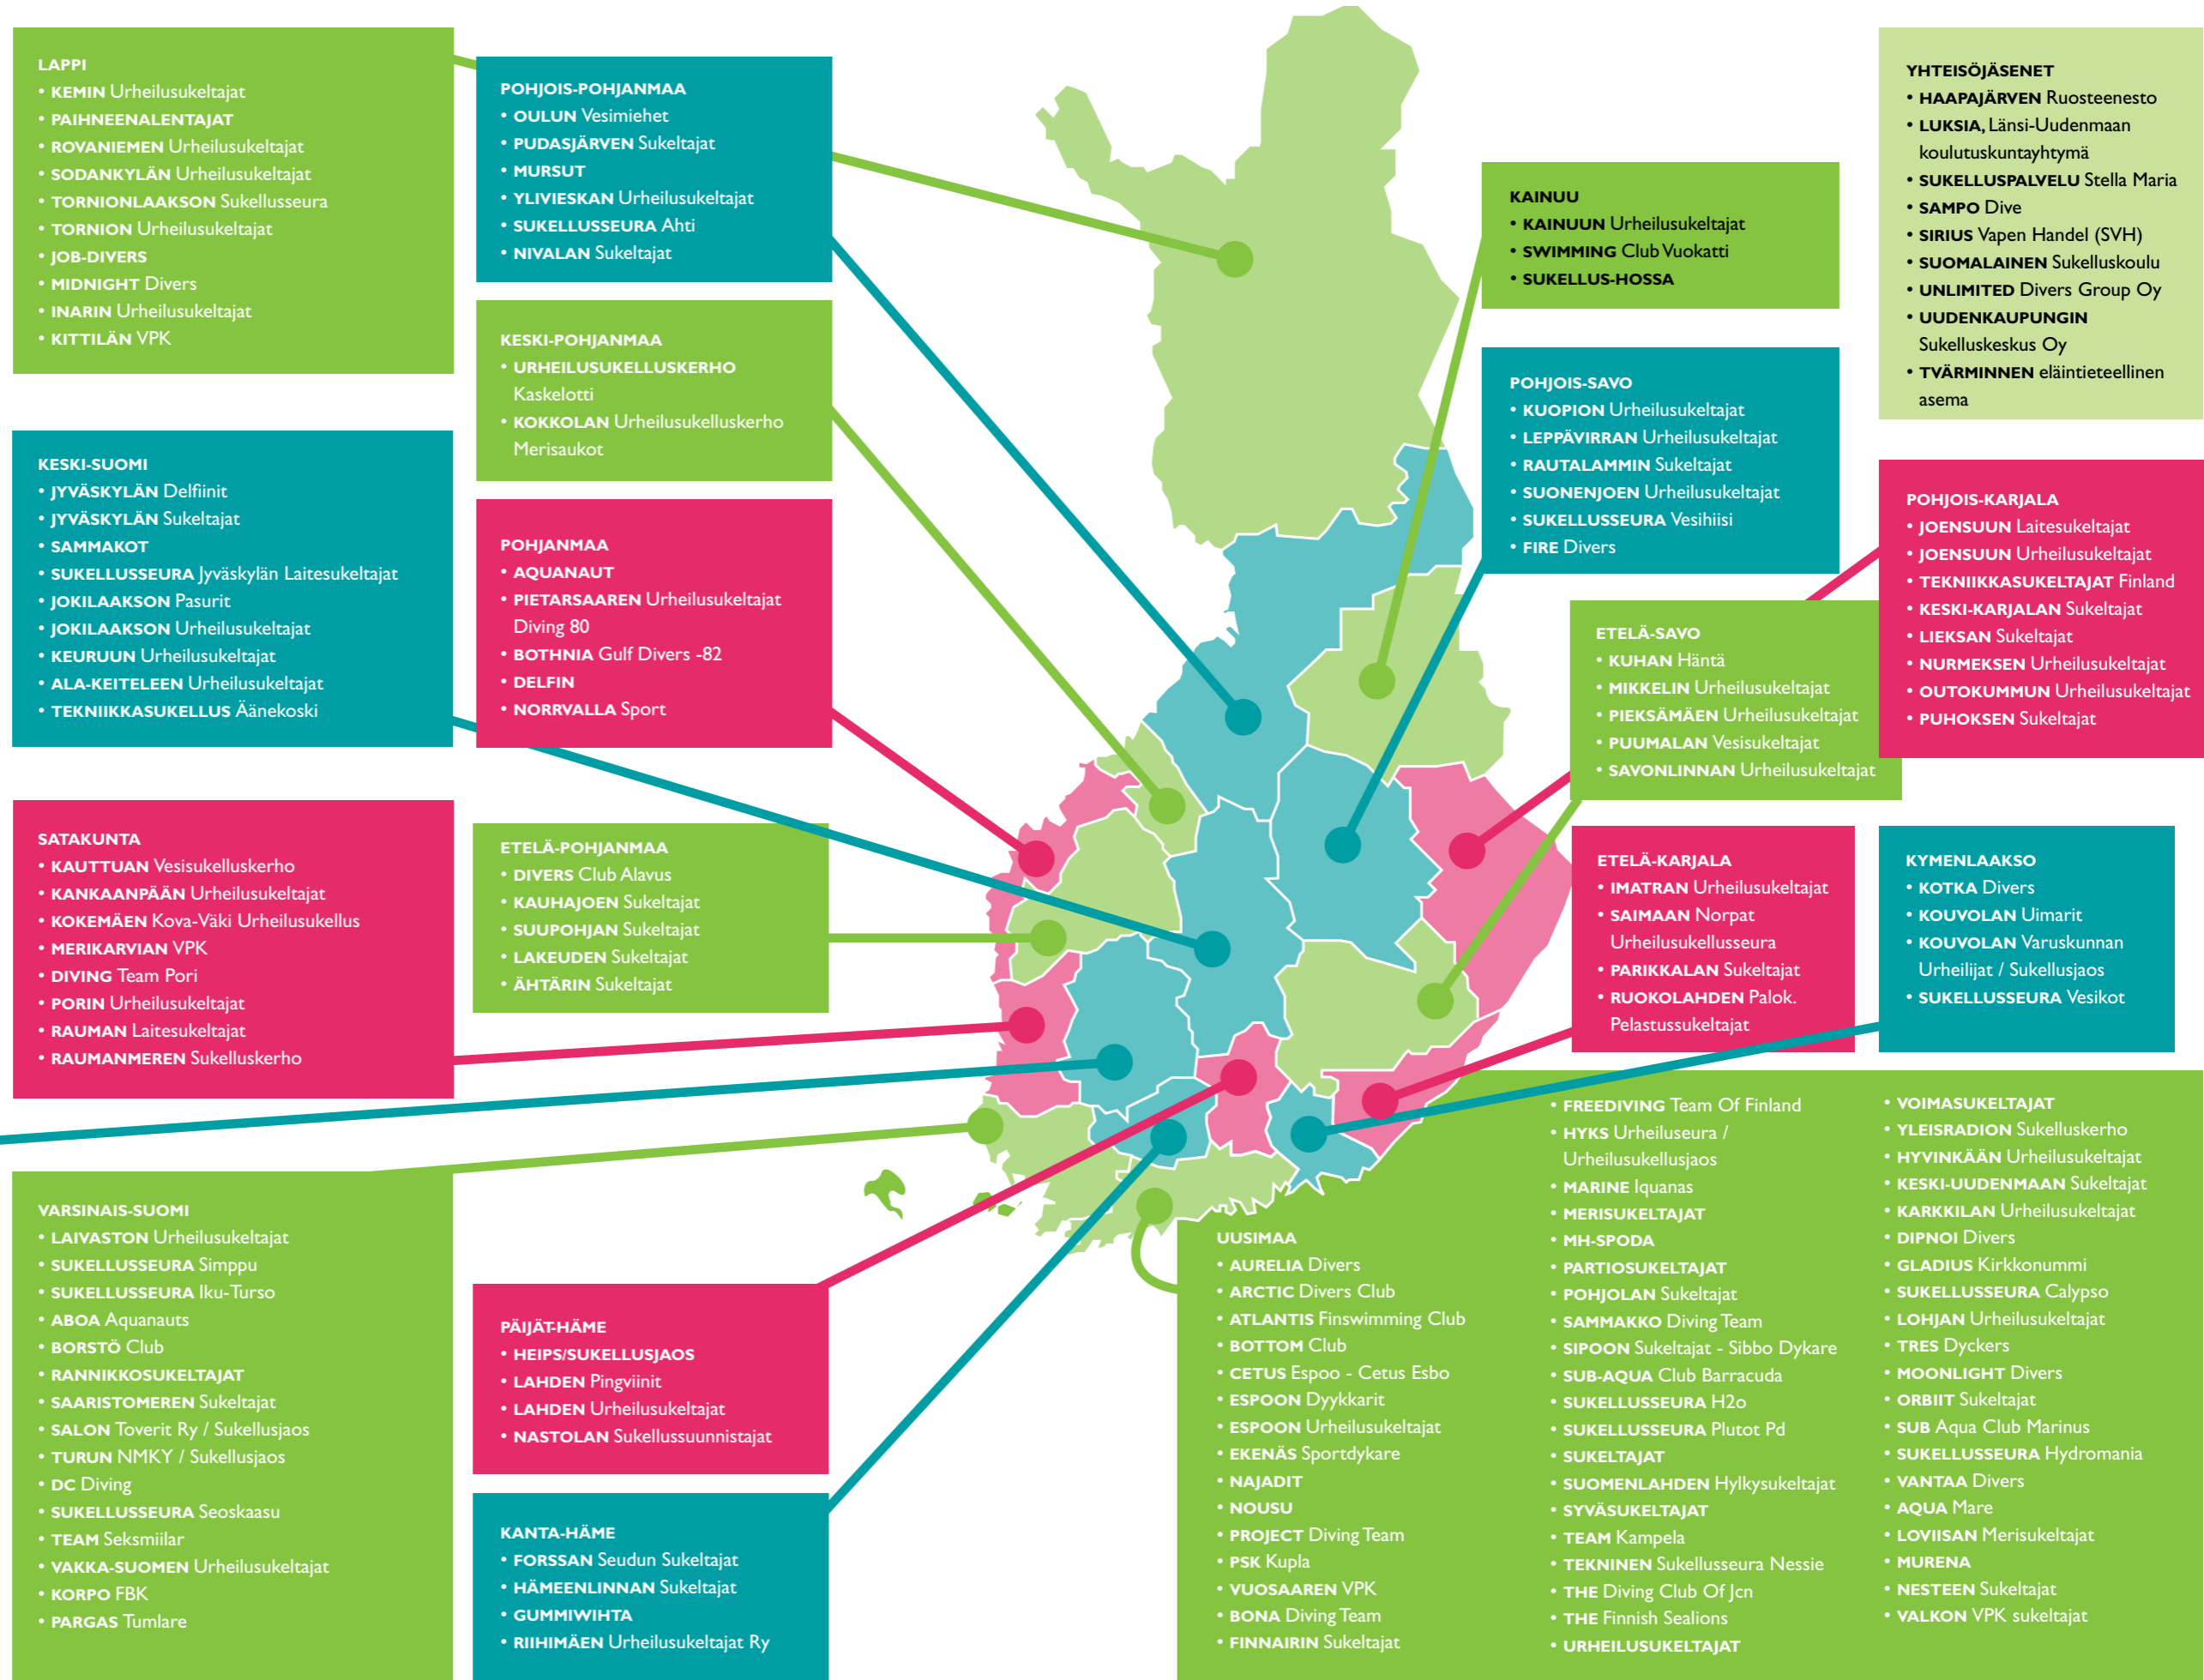 LAPPI
• KEMIN Urheilusukeltajat
• PAIHNEENALENTAJAT
• ROVANIEMEN Urheilusukeltajat
• SODANKYLÄN Urheilusukeltajat
• TORNIONLAAKSON Sukellusseura
• TORNION Urheilusukeltajat
• JOB-DIVERS
• MIDNIGHT Divers
• INARIN Urheilusukeltajat
• KITTILÄN VPK
POHJOIS-POHJANMAA
• OULUN Vesimiehet
• PUDASJÄRVEN Sukeltajat
• MURSUT
• YLIVIESKAN Urheilusukeltajat
• SUKELLUSSEURA Ahti
• NIVALAN Sukeltajat
KESKI-POHJANMAA
• URHEILUSUKELLUSKERHO
Kaskelotti
• KOKKOLAN Urheilusukelluskerho
Merisaukot
KESKI-SUOMI
• JYVÄSKYLÄN Delfiinit
• JYVÄSKYLÄN Sukeltajat
• SAMMAKOT
• SUKELLUSSEURA Jyväskylän Laitesukeltajat
• JOKILAAKSON Pasurit
• JOKILAAKSON Urheilusukeltajat
• KEURUUN Urheilusukeltajat
• ALA-KEITELEEN Urheilusukeltajat
• TEKNIIKKASUKELLUS Äänekoski
POHJANMAA
• AQUANAUT
• PIETARSAAREN Urheilusukeltajat
Diving 80
• BOTHNIA Gulf Divers -82
• DELFIN
• NORRVALLA Sport
SATAKUNTA
• KAUTTUAN Vesisukelluskerho
• KANKAANPÄÄN Urheilusukeltajat
• KOKEMÄEN Kova-Väki Urheilusukellus
• MERIKARVIAN VPK
• DIVING Team Pori
• PORIN Urheilusukeltajat
• RAUMAN Laitesukeltajat
• RAUMANMEREN Sukelluskerho
ETELÄ-POHJANMAA
• DIVERS Club Alavus
• KAUHAJOEN Sukeltajat
• SUUPOHJAN Sukeltajat
• LAKEUDEN Sukeltajat
• ÄHTÄRIN Sukeltajat
VARSINAIS-SUOMI
• LAIVASTON Urheilusukeltajat
• SUKELLUSSEURA Simppu
• SUKELLUSSEURA Iku-Turso
• ABOA Aquanauts
• BORSTÖ Club
• RANNIKKOSUKELTAJAT
• SAARISTOMEREN Sukeltajat
• SALON Toverit Ry / Sukellusjaos
• TURUN NMKY / Sukellusjaos
• DC Diving
• SUKELLUSSEURA Seoskaasu
• TEAM Seksmiilar
• VAKKA-SUOMEN Urheilusukeltajat
• KORPO FBK
• PARGAS Tumlare
PÄIJÄT-HÄME
• HEIPS/SUKELLUSJAOS
• LAHDEN Pingviinit
• LAHDEN Urheilusukeltajat
• NASTOLAN Sukellussuunnistajat
KANTA-HÄME
• FORSSAN Seudun Sukeltajat
• HÄMEENLINNAN Sukeltajat
• GUMMIWIHTA
• RIIHIMÄEN Urheilusukeltajat Ry
KAINUU
• KAINUUN Urheilusukeltajat
• SWIMMING Club Vuokatti
• SUKELLUS-HOSSA
POHJOIS-SAVO
• KUOPION Urheilusukeltajat
• LEPPÄVIRRAN Urheilusukeltajat
• RAUTALAMMIN Sukeltajat
• SUONENJOEN Urheilusukeltajat
• SUKELLUSSEURA Vesihiisi
• FIRE Divers
YHTEISÖJÄSENET
• HAAPAJÄRVEN Ruosteenesto
• LUKSIA, Länsi-Uudenmaan
koulutuskuntayhtymä
• SUKELLUSPALVELU Stella Maria
• SAMPO Dive
• SIRIUS Vapen Handel (SVH)
• SUOMALAINEN Sukelluskoulu
• UNLIMITED Divers Group Oy
• UUDENKAUPUNGIN
Sukelluskeskus Oy
• TVÄRMINNEN eläintieteellinen
asema
POHJOIS-KARJALA
• JOENSUUN Laitesukeltajat
• JOENSUUN Urheilusukeltajat
• TEKNIIKKASUKELTAJAT Finland
• KESKI-KARJALAN Sukeltajat
• LIEKSAN Sukeltajat
• NURMEKSEN Urheilusukeltajat
• OUTOKUMMUN Urheilusukeltajat
• PUHOKSEN Sukeltajat
ETELÄ-SAVO
• KUHAN Häntä
• MIKKELIN Urheilusukeltajat
• PIEKSÄMÄEN Urheilusukeltajat
• PUUMALAN Vesisukeltajat
• SAVONLINNAN Urheilusukeltajat
ETELÄ-KARJALA
• IMATRAN Urheilusukeltajat
• SAIMAAN Norpat
Urheilusukellusseura
• PARIKKALAN Sukeltajat
• RUOKOLAHDEN Palok.
Pelastussukeltajat
KYMENLAAKSO
• KOTKA Divers
• KOUVOLAN Uimarit
• KOUVOLAN Varuskunnan
Urheilijat / Sukellusjaos
• SUKELLUSSEURA Vesikot
UUSIMAA
• AURELIA Divers
• ARCTIC Divers Club
• ATLANTIS Finswimming Club
• BOTTOM Club
• CETUS Espoo - Cetus Esbo
• ESPOON Dyykkarit
• ESPOON Urheilusukeltajat
• EKENÄS Sportdykare
• NAJADIT
• NOUSU
• PROJECT Diving Team
• PSK Kupla
• VUOSAAREN VPK
• BONA Diving Team
• FINNAIRIN Sukeltajat
• FREEDIVING Team Of Finland
• HYKS Urheiluseura /
Urheilusukellusjaos
• MARINE Iquanas
• MERISUKELTAJAT
• MH-SPODA
• PARTIOSUKELTAJAT
• POHJOLAN Sukeltajat
• SAMMAKKO Diving Team
• SIPOON Sukeltajat - Sibbo Dykare
• SUB-AQUA Club Barracuda
• SUKELLUSSEURA H2o
• SUKELLUSSEURA Plutot Pd
• SUKELTAJAT
• SUOMENLAHDEN Hylkysukeltajat
• SYVÄSUKELTAJAT
• TEAM Kampela
• TEKNINEN Sukellusseura Nessie
• THE Diving Club Of Jcn
• THE Finnish Sealions
• URHEILUSUKELTAJAT
• VOIMASUKELTAJAT
• YLEISRADION Sukelluskerho
• HYVINKÄÄN Urheilusukeltajat
• KESKI-UUDENMAAN Sukeltajat
• KARKKILAN Urheilusukeltajat
• DIPNOI Divers
• GLADIUS Kirkkonummi
• SUKELLUSSEURA Calypso
• LOHJAN Urheilusukeltajat
• TRES Dyckers
• MOONLIGHT Divers
• ORBIIT Sukeltajat
• SUB Aqua Club Marinus
• SUKELLUSSEURA Hydromania
• VANTAA Divers
• AQUA Mare
• LOVIISAN Merisukeltajat
• MURENA
• NESTEEN Sukeltajat
• VALKON VPK sukeltajat